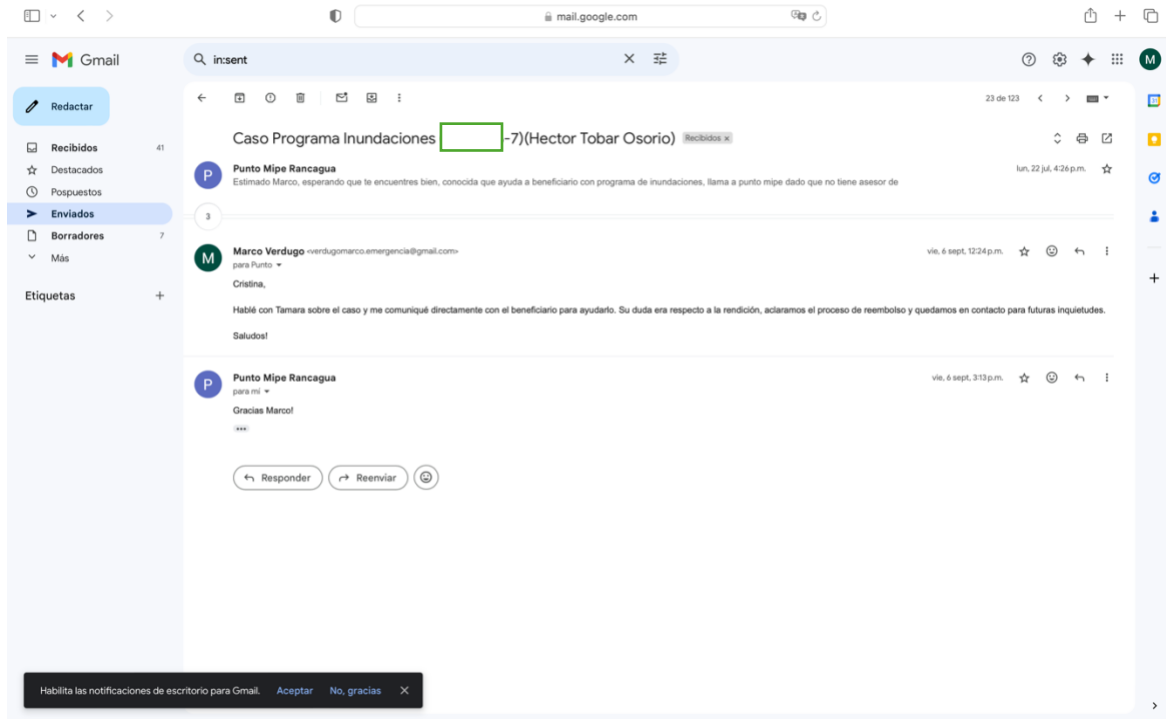 mail.google.com
Gmail
in:sent
M
Redactar
23 de 123
Recibidos 41
Destacados
Pospuestos
Enviados
Borradores 7
Más
Etiquetas
Caso Programa Inundaciones -7)(Hector Tobar Osorio) Recibidos x
P
Punto Mipe Rancagua
lun, 22 jul, 4:26 p.m.
Estimado Marco, esperando que te encuentres bien, conocida que ayuda a beneficiario con programa de inundaciones, llama a punto mipe dado que no tiene asesor de
3
M
Marco Verdugo <verdugomarco.emergencia@gmail.com>
vie, 6 sept, 12:24 p.m.
para Punto
Cristina,
Hablé con Tamara sobre el caso y me comuniqué directamente con el beneficiario para ayudarlo. Su duda era respecto a la rendición, aclaramos el proceso de reembolso y quedamos en contacto para futuras inquietudes.
Saludos!
P
Punto Mipe Rancagua
vie, 6 sept, 3:13 p.m.
para mí
Gracias Marco!
Responder
Reenviar
Habilita las notificaciones de escritorio para Gmail. Aceptar No, gracias